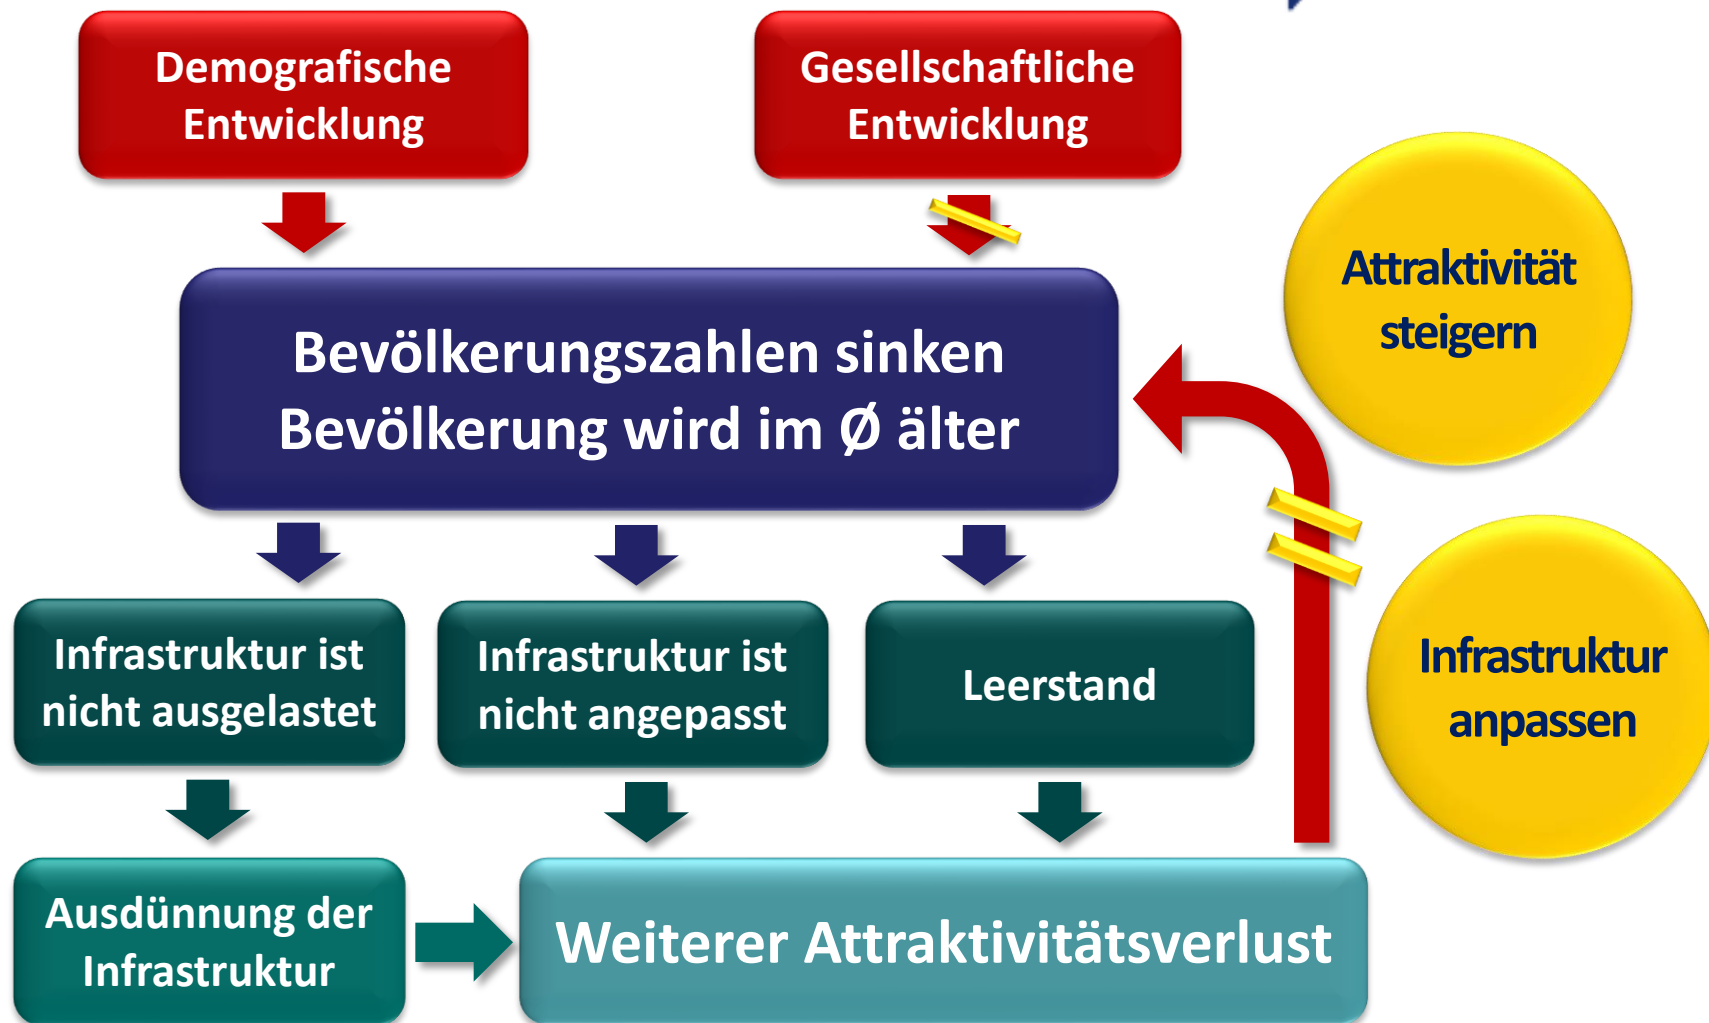 Demografische
Entwicklung
Gesellschaftliche
Entwicklung
Attraktivität
steigern
Bevölkerungszahlen sinken
Bevölkerung wird im Ø älter
Infrastruktur ist
nicht ausgelastet
Infrastruktur ist
nicht angepasst
Leerstand
Infrastruktur
anpassen
Ausdünnung der
Infrastruktur
Weiterer Attraktivitätsverlust